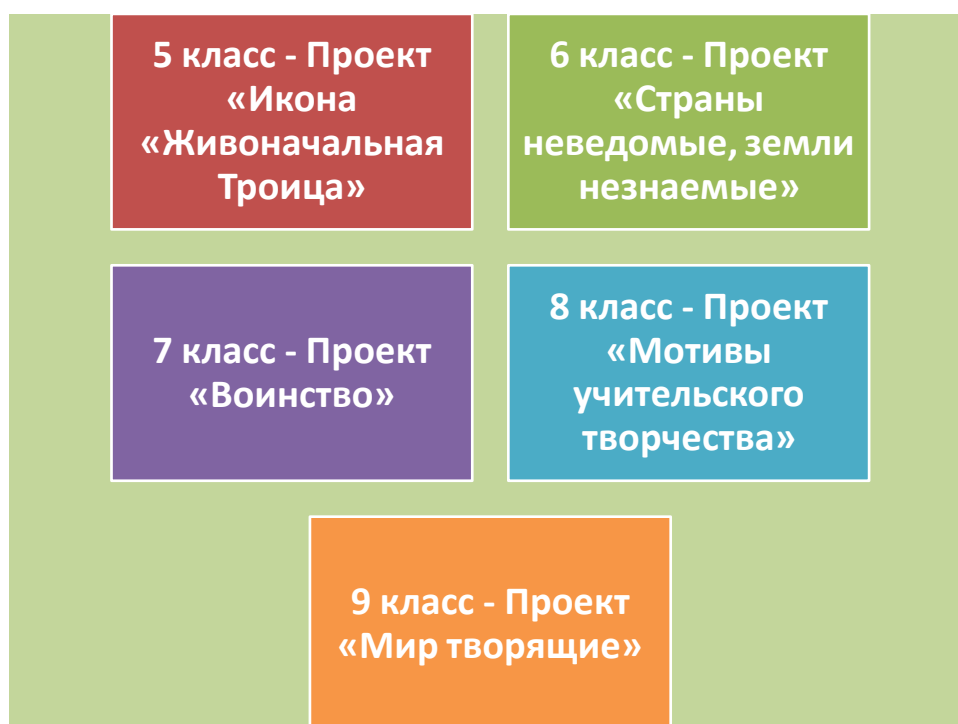 5 класс - Проект
«Икона
«Живоначальная
Троица»
6 класс - Проект
«Страны
неведомые, земли
незнаемые»
7 класс - Проект
«Воинство»
8 класс - Проект
«Мотивы
учительского
творчества»
9 класс - Проект
«Мир творящие»